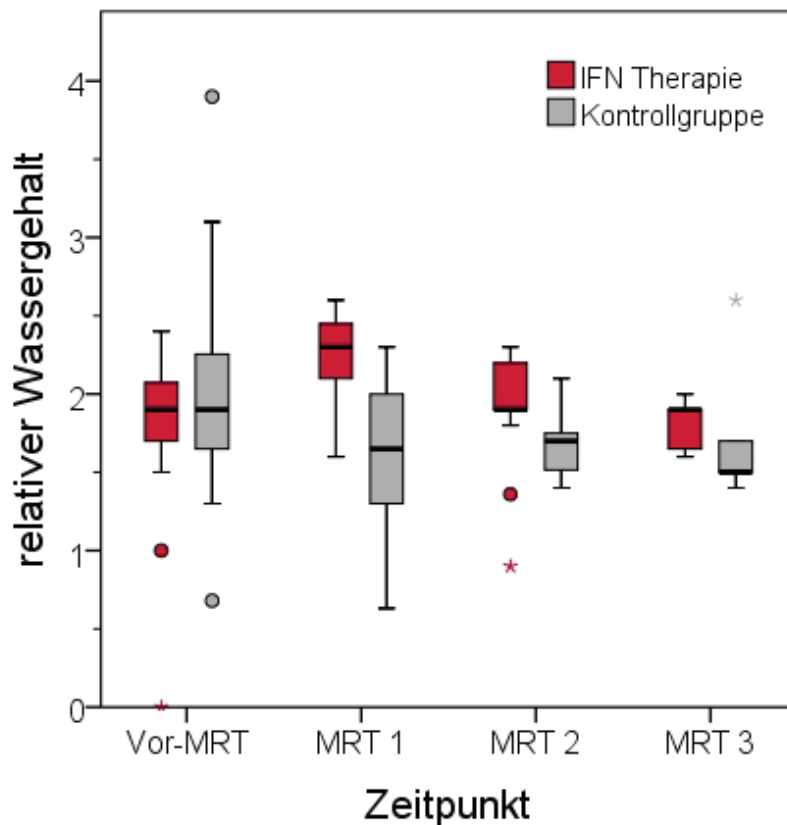 IFN Therapie
Kontrollgruppe
relativer Wassergehalt
4
3
2
1
0
Vor-MRT
MRT 1
MRT 2
MRT 3
Zeitpunkt